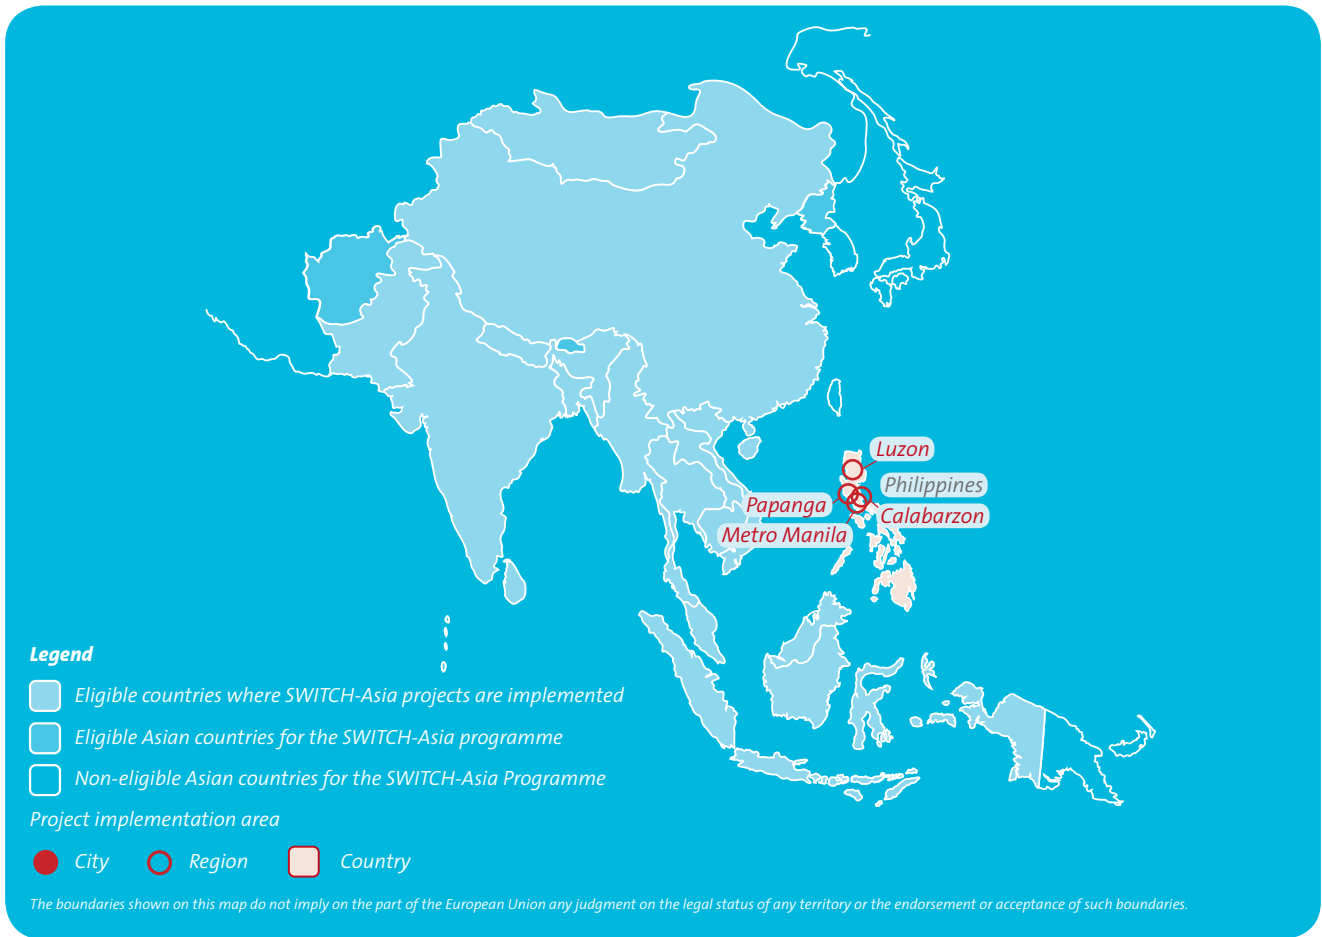 Luzon
Philippines
Papanga
Calabarzon
Metro Manila
Legend
Eligible countries where SWITCH-Asia projects are implemented
Eligible Asian countries for the SWITCH-Asia programme
Non-eligible Asian countries for the SWITCH-Asia Programme
Project implementation area
City
Region
Country
The boundaries shown on this map do not imply on the part of the European Union any judgment on the legal status of any territory or the endorsement or acceptance of such boundaries.